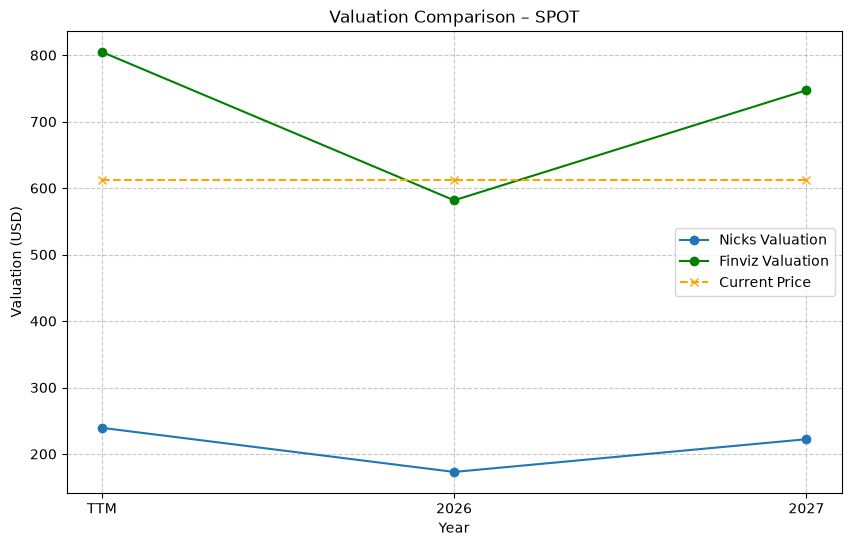 Valuation Comparison – SPOT
Valuation (USD)
800
700
600
500
400
300
200
Nicks Valuation
Finviz Valuation
Current Price
TTM
2026
2027
Year